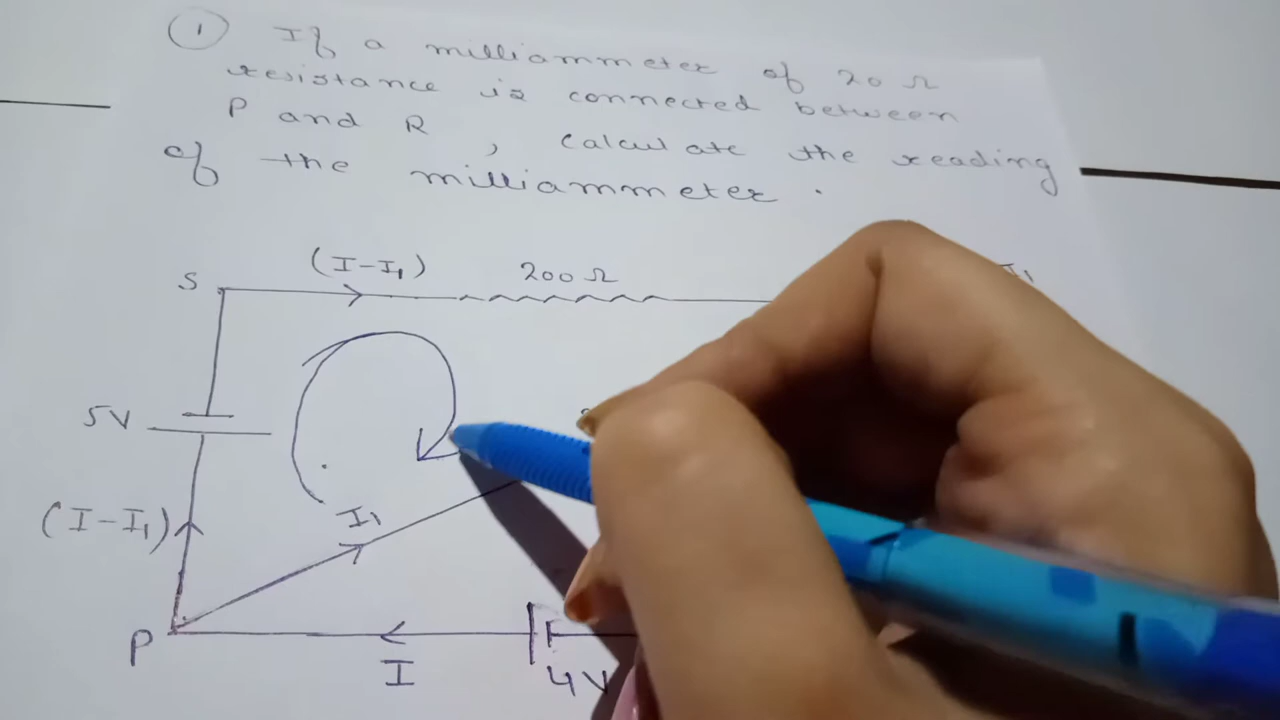 1 If a milliammeter of 20 Ω
resistance is connected between
P and R, calculate the reading
of the milliammeter.
(I-I₁)
200 Ω
I₁
S
5V
(I-I₁)
I₁
P
I
4V